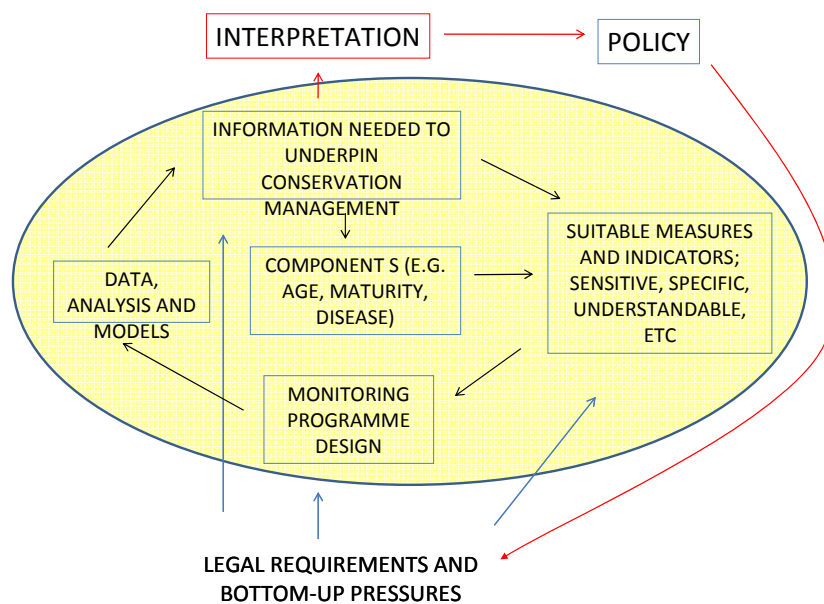 INTERPRETATION
POLICY
INFORMATION NEEDED TO
UNDERPIN
CONSERVATION
MANAGEMENT
SUITABLE MEASURES
AND INDICATORS;
SENSITIVE, SPECIFIC,
UNDERSTANDABLE,
ETC
COMPONENT S (E.G.
AGE, MATURITY,
DISEASE)
DATA,
ANALYSIS AND
MODELS
MONITORING
PROGRAMME
DESIGN
LEGAL REQUIREMENTS AND
BOTTOM-UP PRESSURES